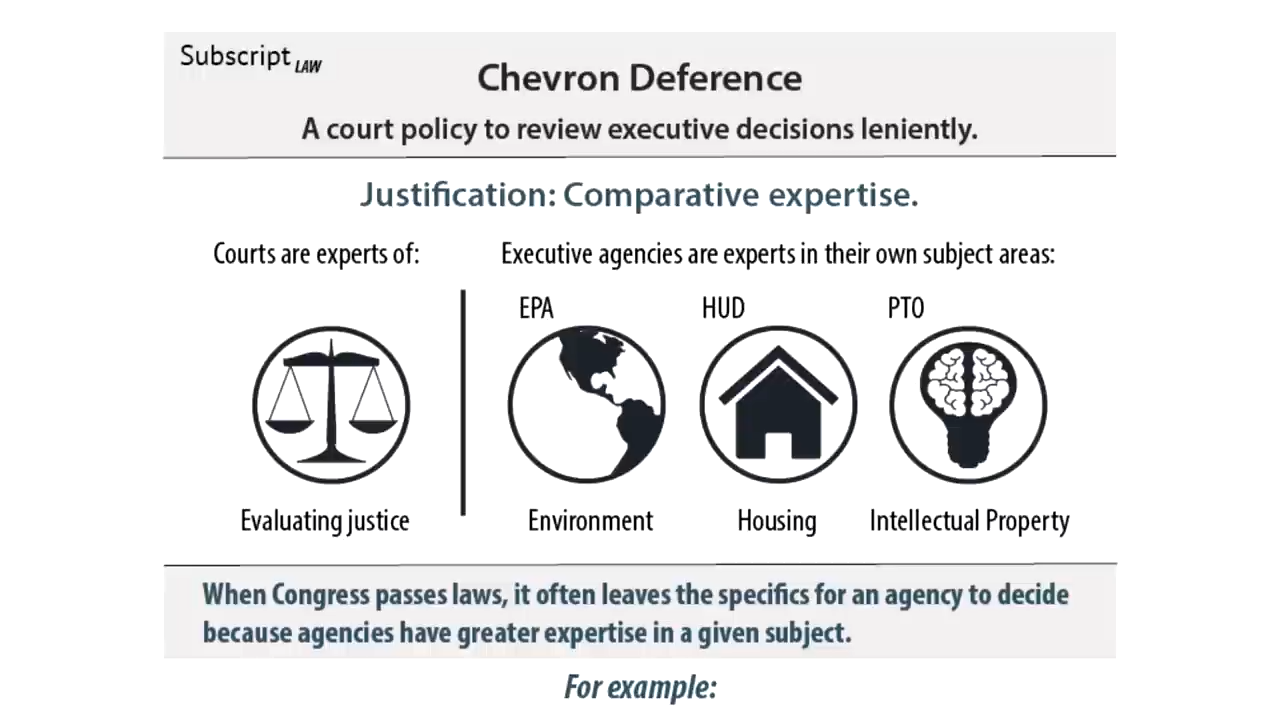 Subscript LAW
Chevron Deference
A court policy to review executive decisions leniently.
Justification: Comparative expertise.
Courts are experts of:
Executive agencies are experts in their own subject areas:
EPA
HUD
PTO
Evaluating justice
Environment
Housing
Intellectual Property
When Congress passes laws, it often leaves the specifics for an agency to decide
because agencies have greater expertise in a given subject.
For example: